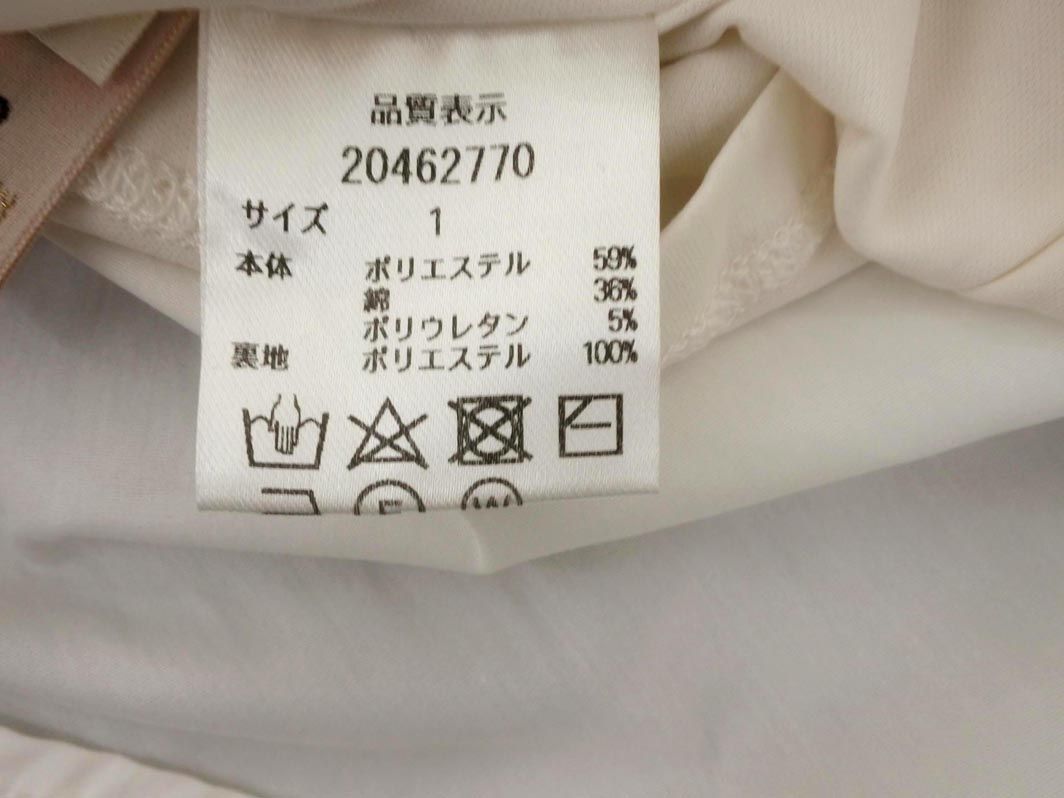 品質表示
20462770
サイズ 1
本体 ポリエステル 59%
綿 36%
ポリウレタン 5%
裏地 ポリエステル 100%